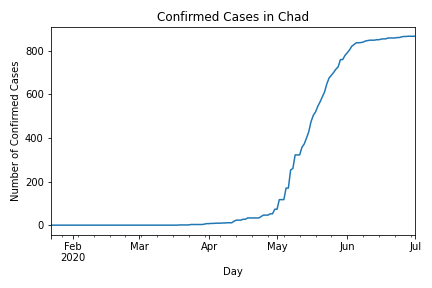 Confirmed Cases in Chad
Number of Confirmed Cases
800
600
400
200
0
Feb Mar Apr May Jun Jul
2020
Day